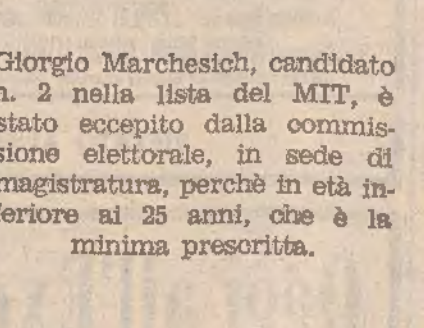 Giorgio Marchesich, candidato
n. 2 nella lista del MIT, è
stato eccepito dalla commis-
sione elettorale, in sede di
magistratura, perchè in età in-
feriore ai 25 anni, che è la
minima prescritta.